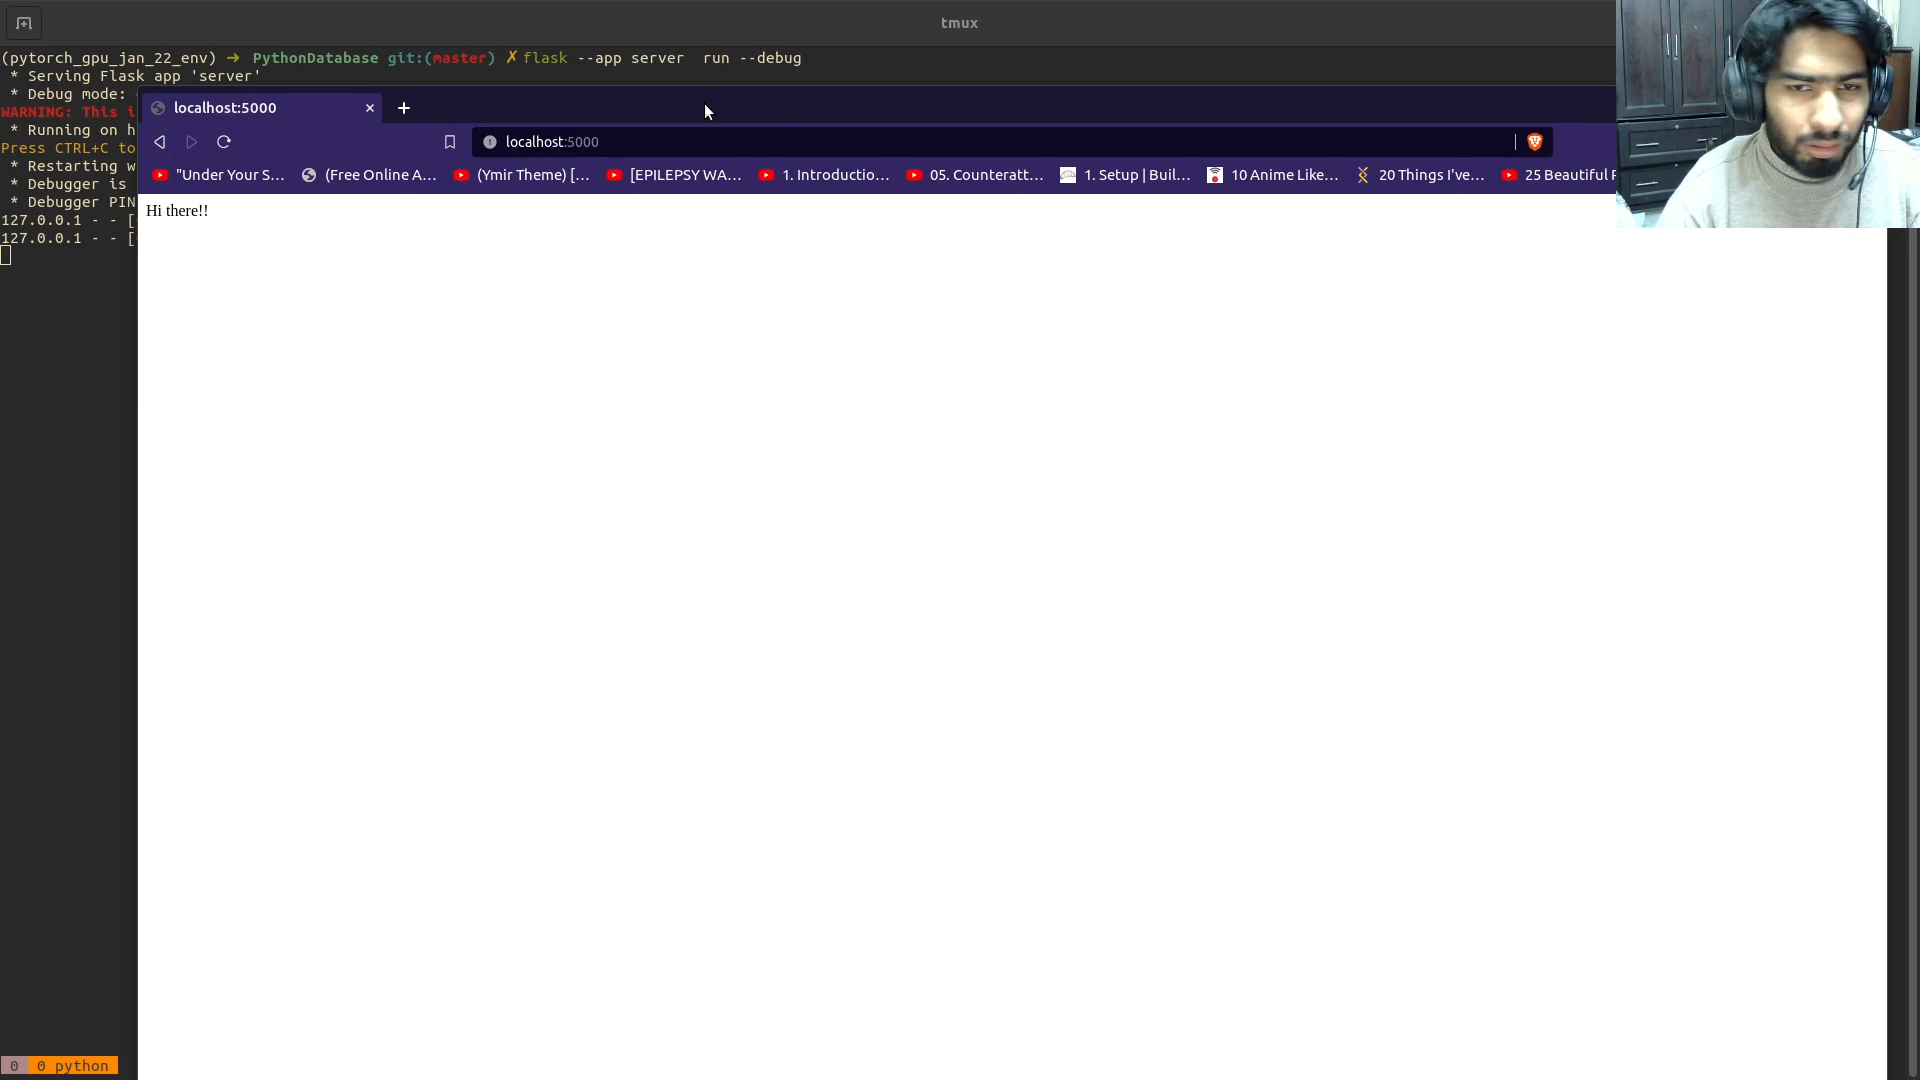 tmux
(pytorch_gpu_jan_22_env) ➜ PythonDatabase git:(master) ✗ flask --app server  run --debug
* Serving Flask app 'server'
* Debug mode:
WARNING: This i
* Running on h
Press CTRL+C to
* Restarting w
* Debugger is
* Debugger PIN
127.0.0.1 - - [
127.0.0.1 - - [
localhost:5000
localhost:5000
"Under Your S... (Free Online A... (Ymir Theme) [... [EPILEPSY WA... 1. Introductio... 05. Counteratt... 1. Setup | Buil... 10 Anime Like... 20 Things I've... 25 Beautiful
Hi there!!
0 0 python